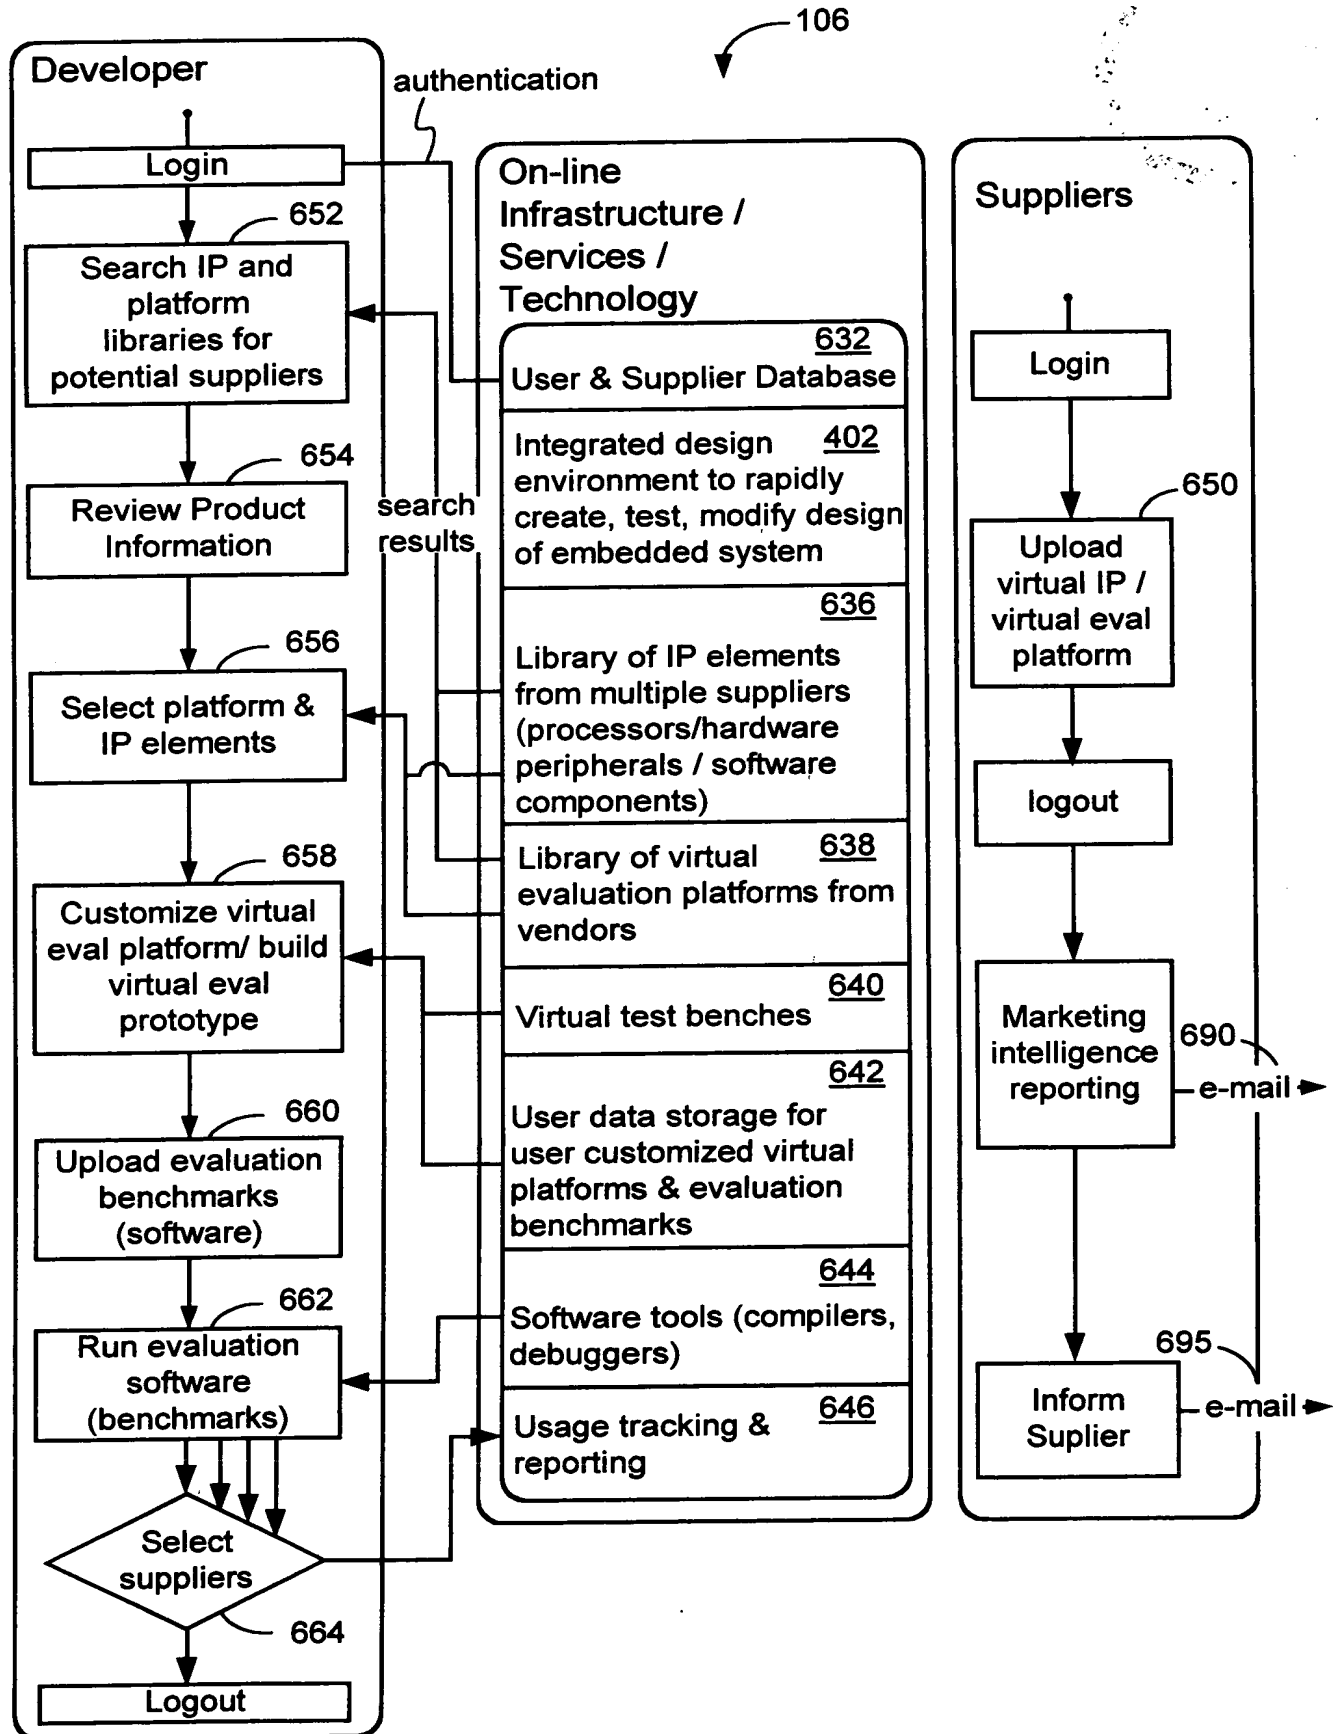 106
Developer
authentication
Login
652
Search IP and
platform
libraries for
potential suppliers
654
Review Product
Information
656
Select platform &
IP elements
658
Customize virtual
eval platform/ build
virtual eval
prototype
660
Upload evaluation
benchmarks
(software)
662
Run evaluation
software
(benchmarks)
Select
suppliers
664
Logout
search
results
On-line
Infrastructure /
Services /
Technology
632
User & Supplier Database
Integrated design 402
environment to rapidly
create, test, modify design
of embedded system
636
Library of IP elements
from multiple suppliers
(processors/hardware
peripherals / software
components)
Library of virtual 638
evaluation platforms from
vendors
640
Virtual test benches
642
User data storage for
user customized virtual
platforms & evaluation
benchmarks
644
Software tools (compilers,
debuggers)
Usage tracking & 646
reporting
Suppliers
Login
650
Upload
virtual IP /
virtual eval
platform
logout
Marketing
intelligence
reporting
690
e-mail
695
Inform
Suplier
e-mail